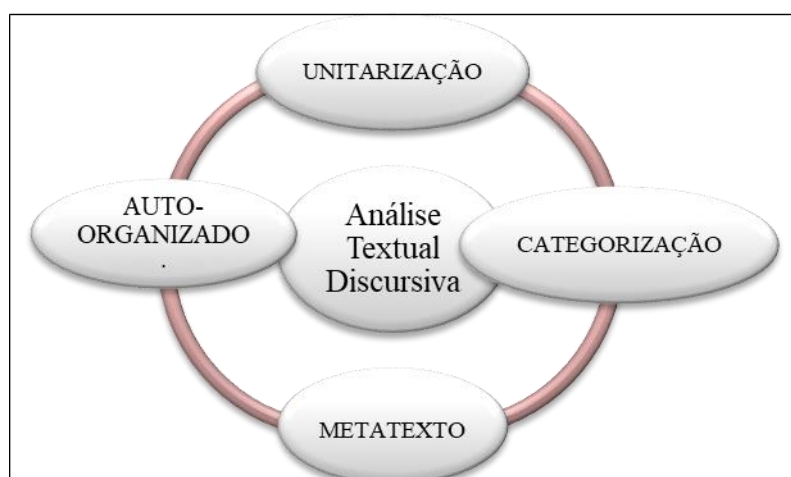 UNITARIZAÇÃO
AUTO-
ORGANIZADO
.
Análise
Textual
Discursiva
CATEGORIZAÇÃO
METATEXTO